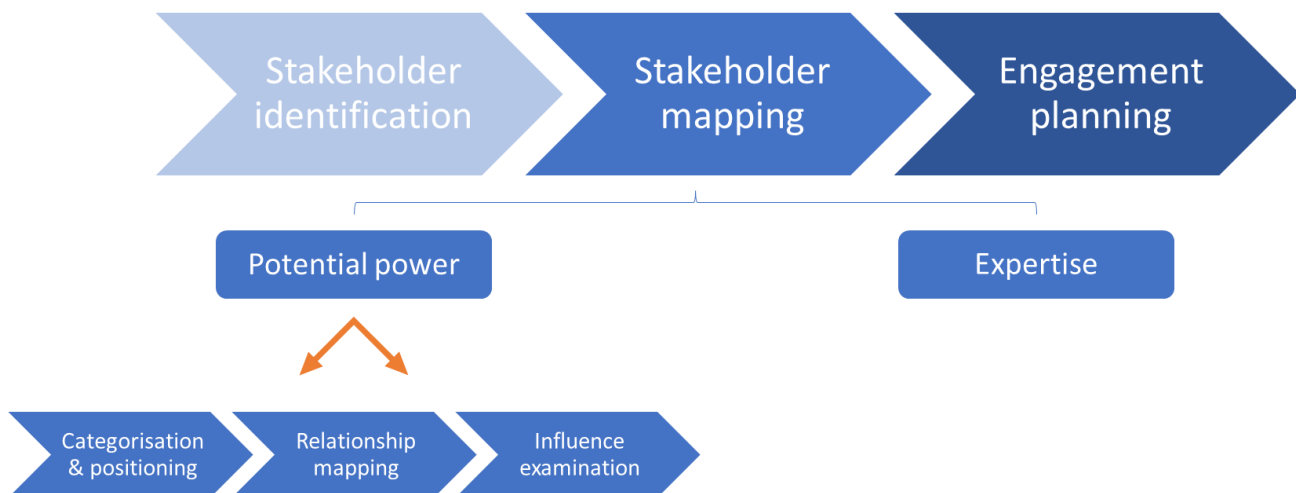 Stakeholder
identification
Stakeholder
mapping
Engagement
planning
Potential power
Expertise
Categorisation
& positioning
Relationship
mapping
Influence
examination